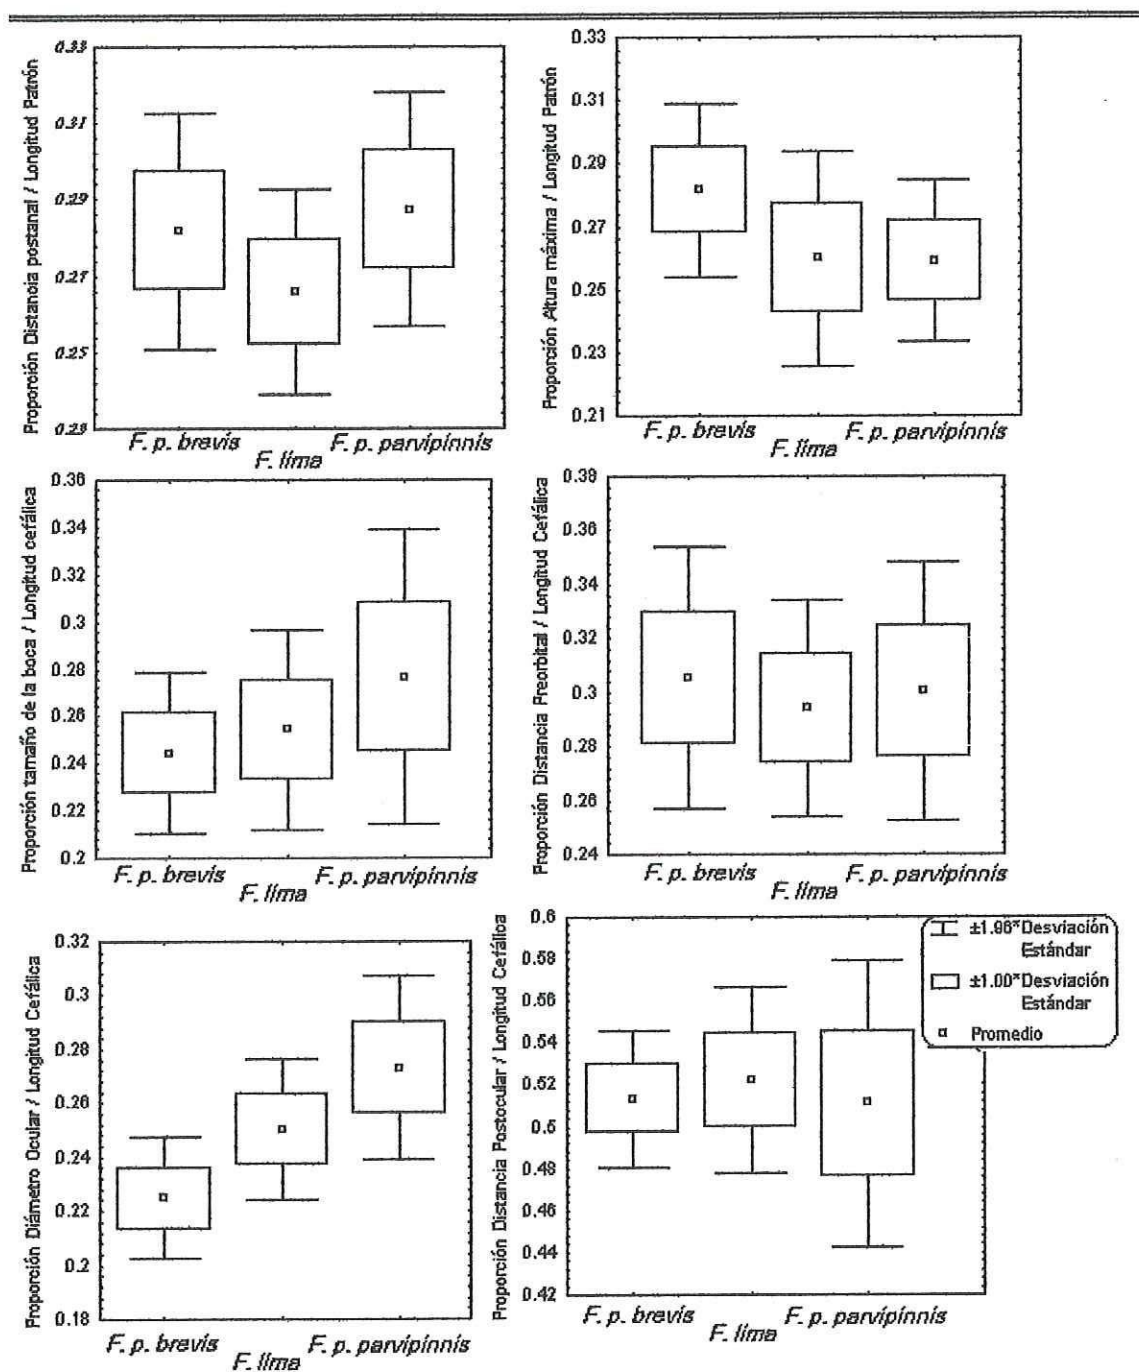 Proporción Distancia postanal / Longitud Patrón
0.33
0.31
0.29
0.27
0.25
0.23
F. p. brevis
F. lima
F. p. parvipinnis
Proporción Altura máxima / Longitud Patrón
0.33
0.31
0.29
0.27
0.25
0.23
0.21
F. p. brevis
F. lima
F. p. parvipinnis
Proporción tamaño de la boca / Longitud cefálica
0.36
0.34
0.32
0.3
0.28
0.26
0.24
0.22
0.2
F. p. brevis
F. lima
F. p. parvipinnis
Proporción Distancia Preorbital / Longitud Cefálica
0.38
0.36
0.34
0.32
0.3
0.28
0.26
0.24
F. p. brevis
F. lima
F. p. parvipinnis
Proporción Diámetro Ocular / Longitud Cefálica
0.32
0.3
0.28
0.26
0.24
0.22
0.2
0.18
F. p. brevis
F. lima
F. p. parvipinnis
Proporción Distancia Postocular / Longitud Cefálica
0.6
0.58
0.56
0.54
0.52
0.5
0.48
0.46
0.44
0.42
F. p. brevis
F. lima
F. p. parvipinnis
±1.96*Desviación
Estándar
±1.00*Desviación
Estándar
Promedio